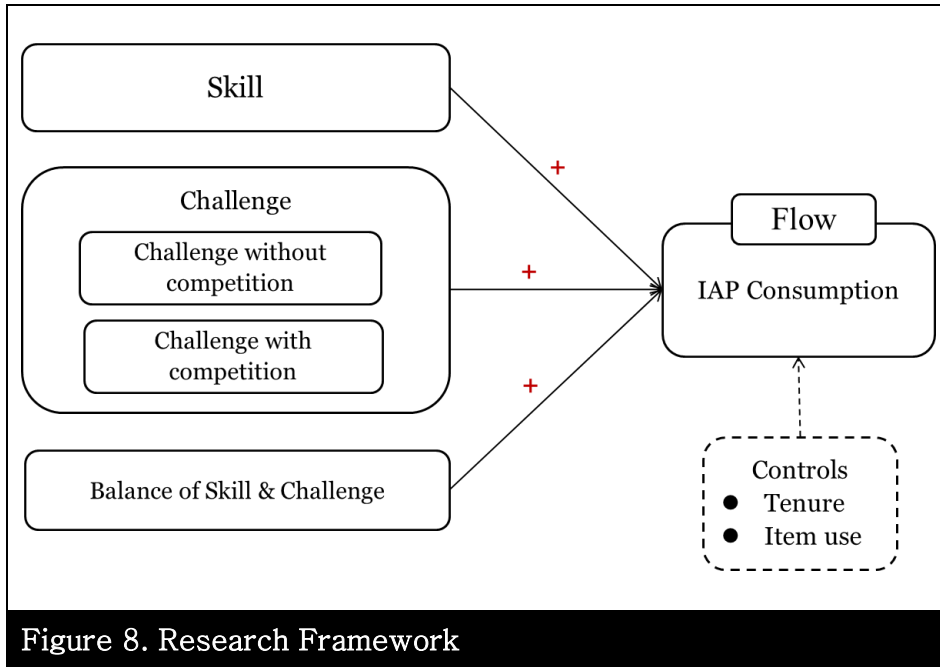 Skill
+
Challenge
Challenge without
competition
+
Challenge with
competition
+
Balance of Skill & Challenge
Flow
IAP Consumption
Controls
● Tenure
● Item use
Figure 8. Research Framework